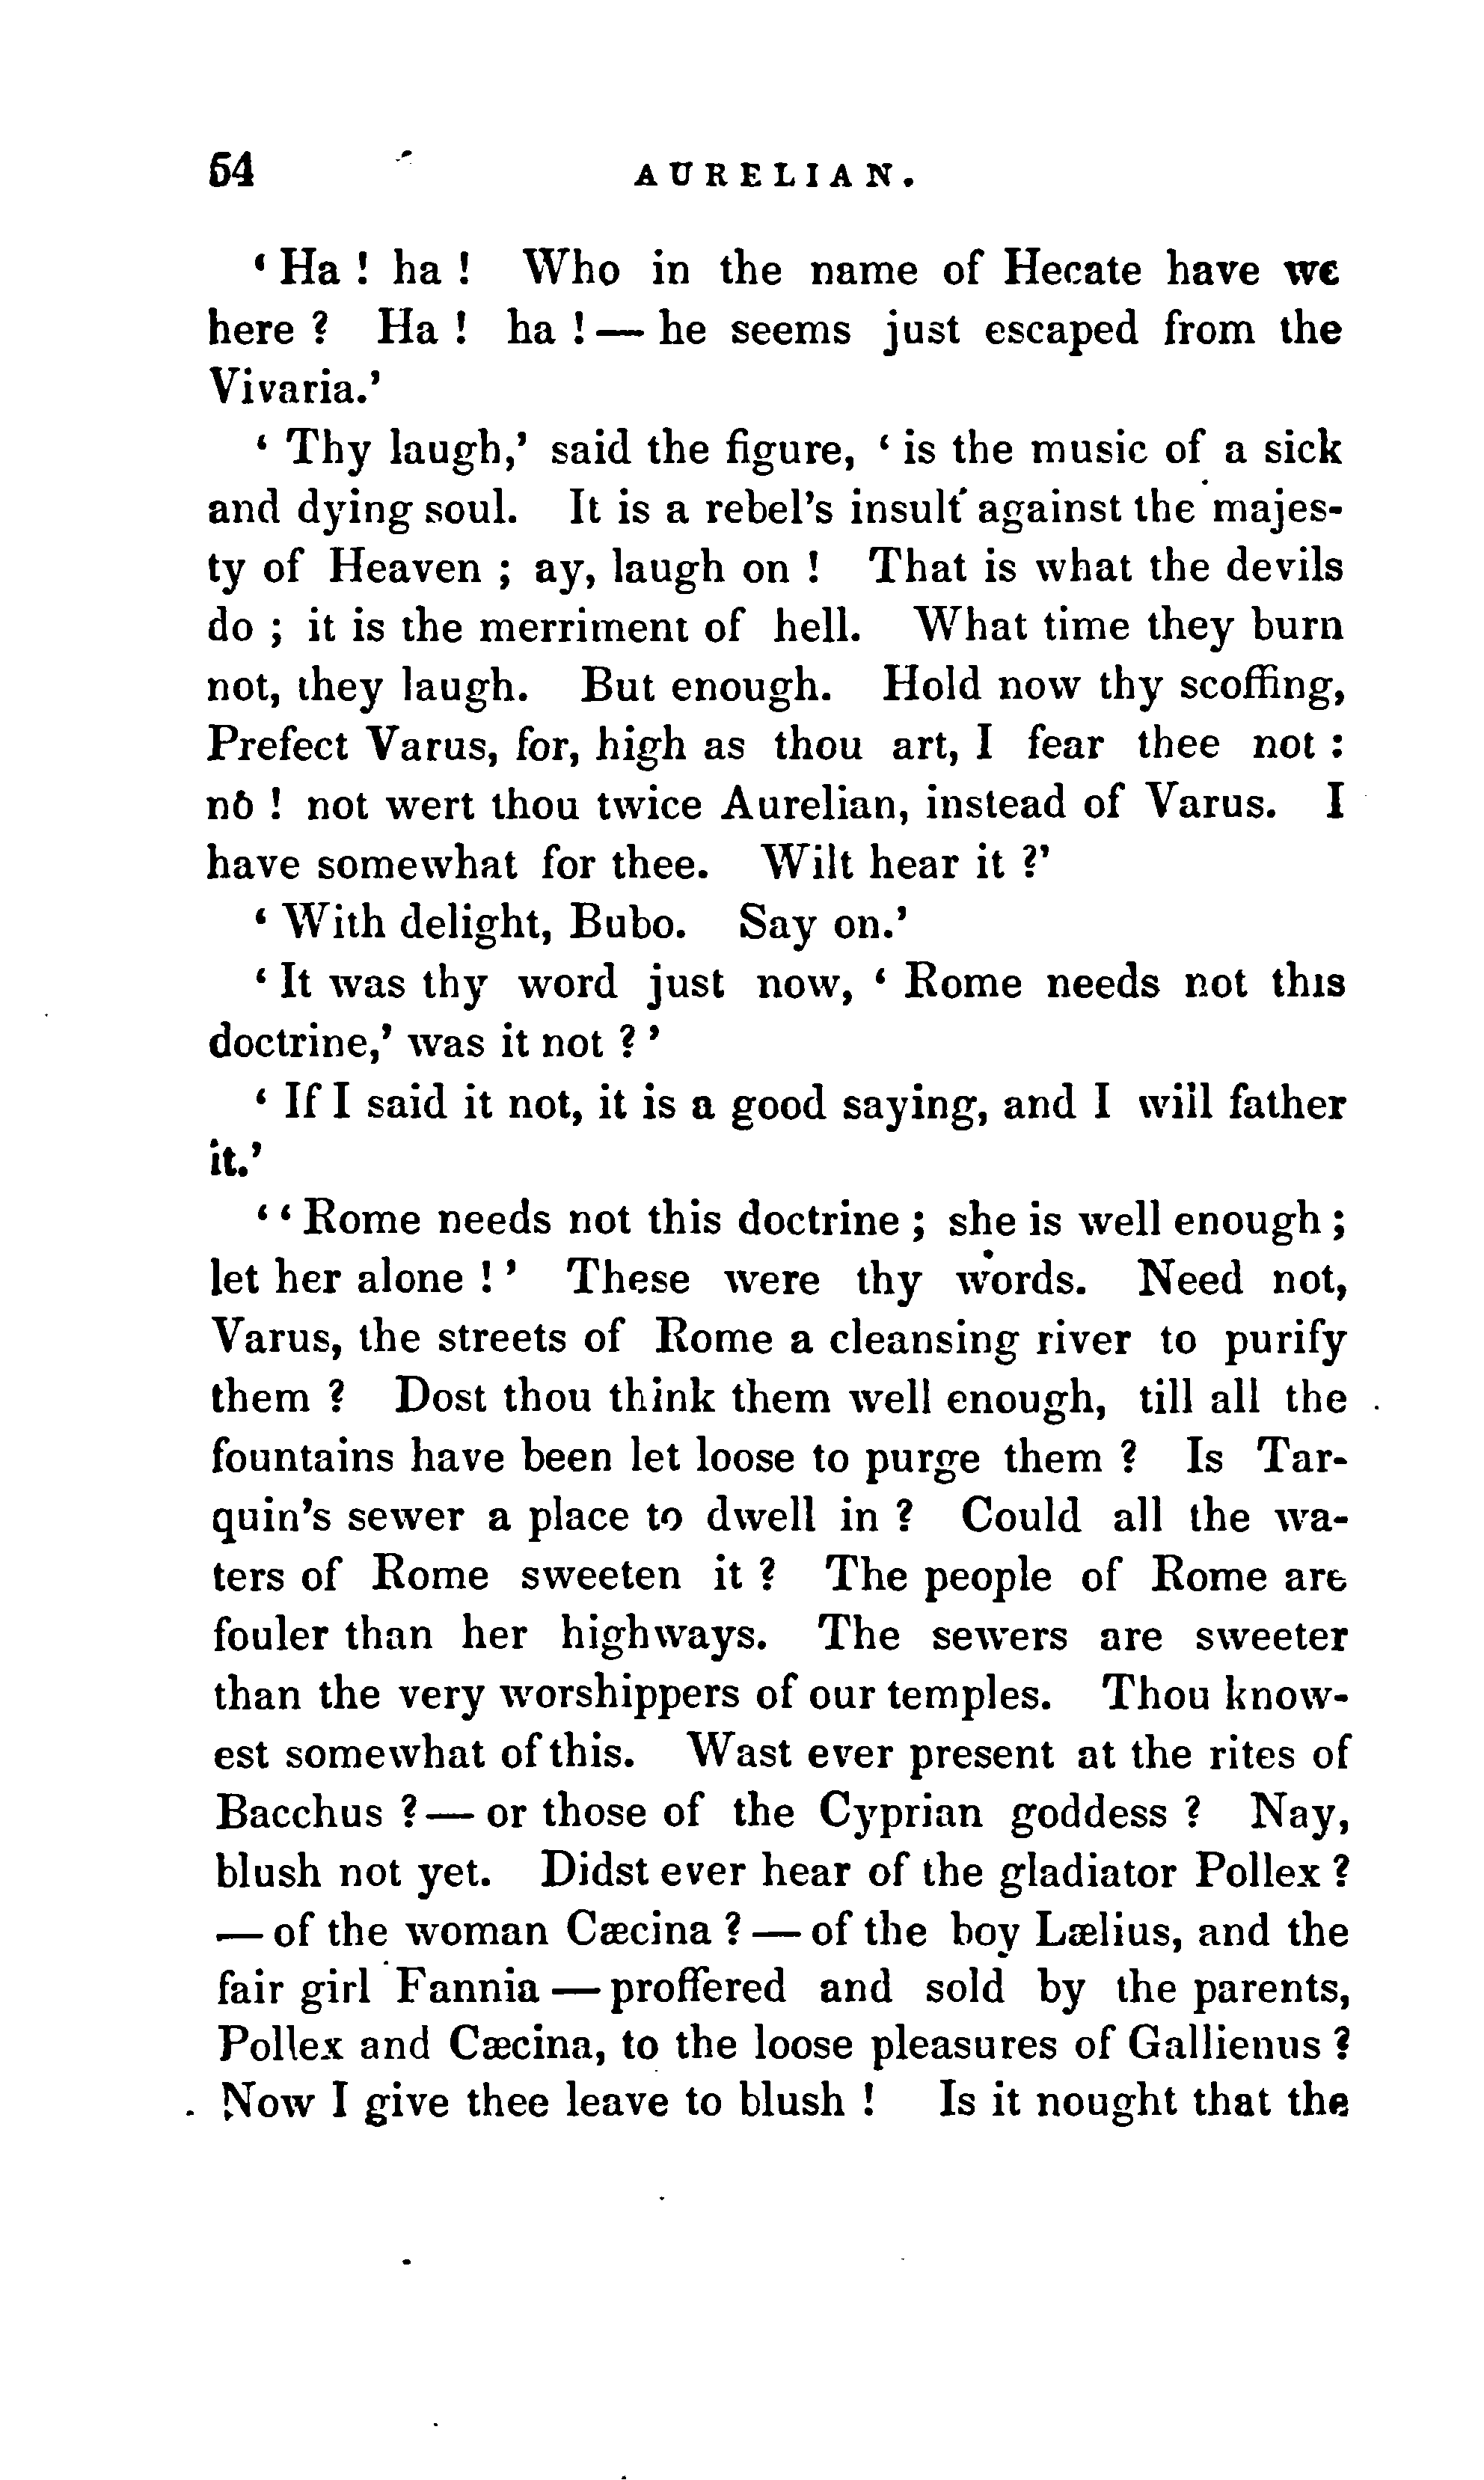 54 AURELIAN.
‘ Ha ! ha ! Who in the name of Hecate have we
here ? Ha ! ha ! — he seems just escaped from the
Vivaria.’
‘ Thy laugh,’ said the figure, ‘ is the music of a sick
and dying soul. It is a rebel's insult against the majes-
ty of Heaven ; ay, laugh on ! That is what the devils
do ; it is the merriment of hell. What time they burn
not, they laugh. But enough. Hold now thy scoffing,
Prefect Varus, for, high as thou art, I fear thee not :
no ! not wert thou twice Aurelian, instead of Varus. I
have somewhat for thee. Wilt hear it ?’
‘ With delight, Bubo. Say on.’
‘ It was thy word just now, ‘ Rome needs not this
doctrine,’ was it not ? ’
‘ If I said it not, it is a good saying, and I will father
it.’
‘ ‘ Rome needs not this doctrine ; she is well enough ;
let her alone ! ’ These were thy words. Need not,
Varus, the streets of Rome a cleansing river to purify
them ? Dost thou think them well enough, till all the
fountains have been let loose to purge them ? Is Tar-
quin's sewer a place to dwell in ? Could all the wa-
ters of Rome sweeten it ? The people of Rome are
fouler than her highways. The sewers are sweeter
than the very worshippers of our temples. Thou know-
est somewhat of this. Wast ever present at the rites of
Bacchus ? — or those of the Cyprian goddess ? Nay,
blush not yet. Didst ever hear of the gladiator Pollex ?
— of the woman Cæcina ? — of the boy Lælius, and the
fair girl Fannia — proffered and sold by the parents,
Pollex and Cæcina, to the loose pleasures of Gallienus ?
Now I give thee leave to blush ! Is it nought that the